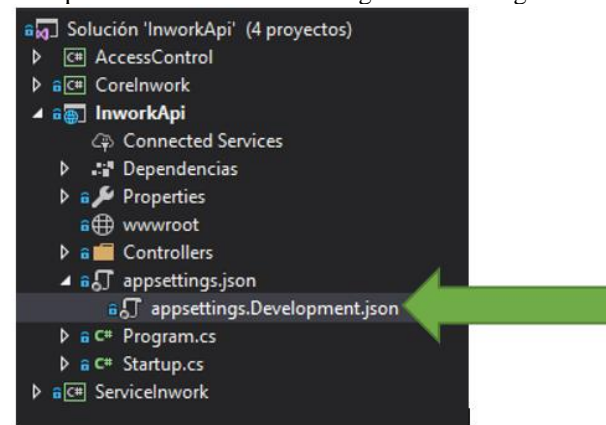 Solución 'InworkApi' (4 proyectos)
C# AccessControl
C# CoreInwork
InworkApi
Connected Services
Dependencias
Properties
wwwroot
Controllers
appsettings.json
appsettings.Development.json
C# Program.cs
C# Startup.cs
C# ServiceInwork